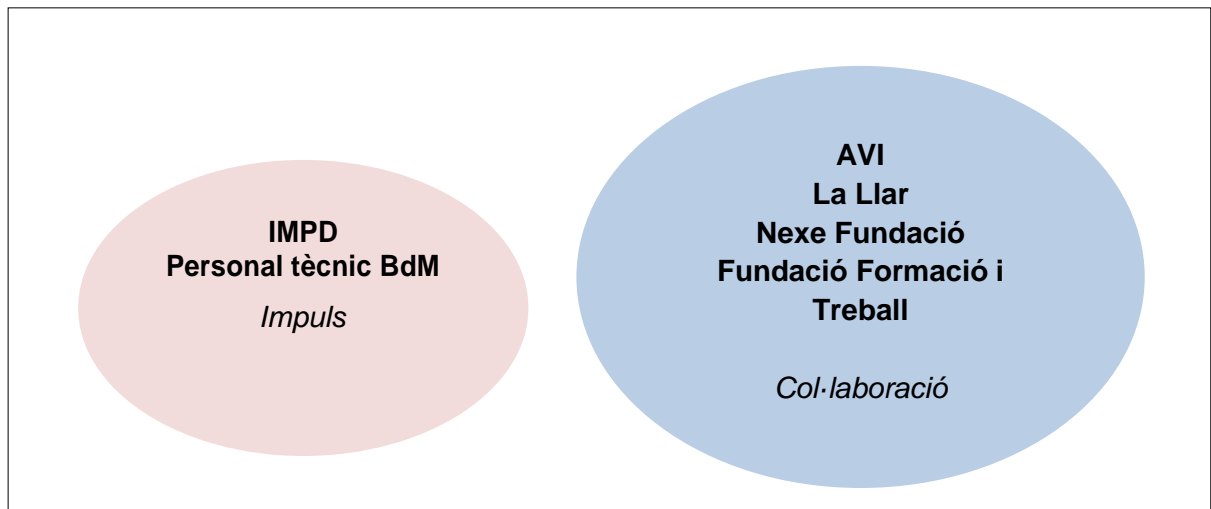 IMPD
Personal tècnic BdM
Impuls
AVI
La Llar
Nexe Fundació
Fundació Formació i
Treball
Col·laboració